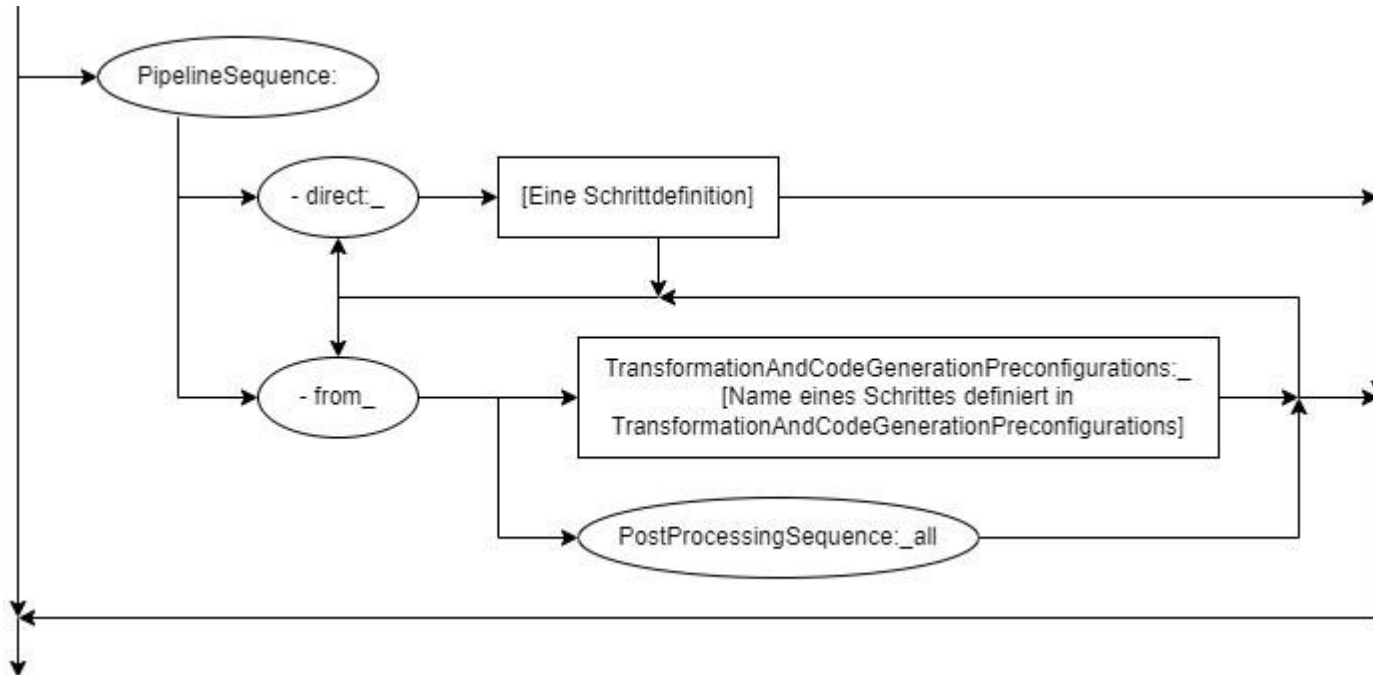 PipelineSequence:
- direct:_
[Eine Schrittdefinition]
- from_
TransformationAndCodeGenerationPreconfigurations:_
[Name eines Schrittes definiert in
TransformationAndCodeGenerationPreconfigurations]
PostProcessingSequence:_all